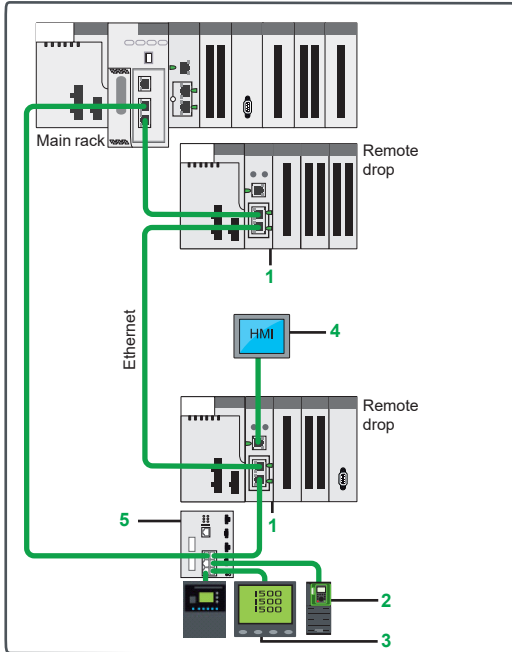 Main rack
Remote
drop
1
Ethernet
HMI
4
Remote
drop
1
5
1500
1500
1500
2
3